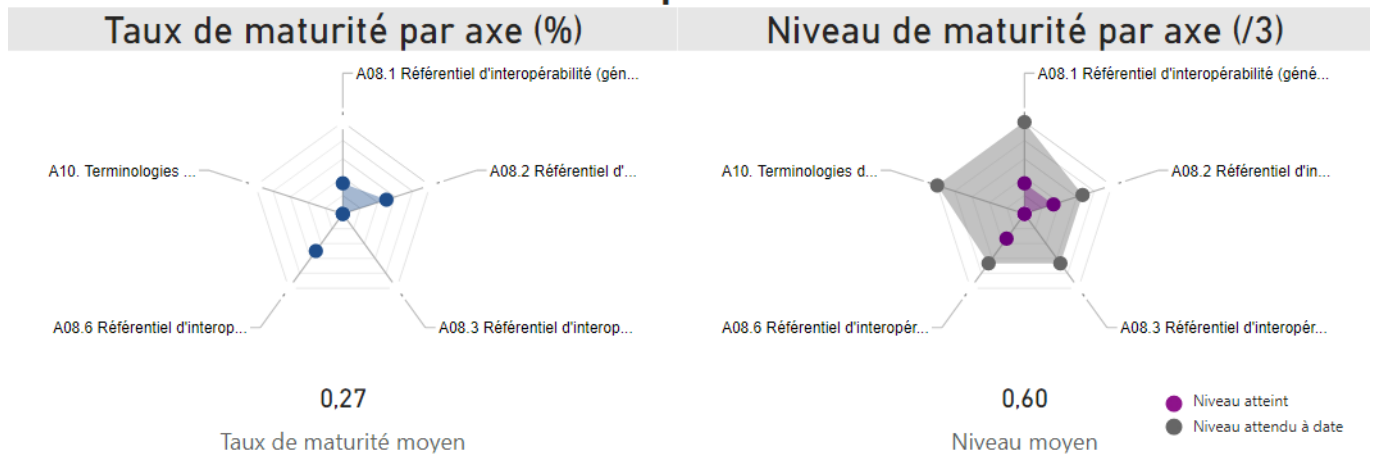 Taux de maturité par axe (%)
Niveau de maturité par axe (/3)
A08.1 Référentiel d'interopérabilité (gén...
A10. Terminologies ...
A08.2 Référentiel d'...
A08.6 Référentiel d'interop...
A08.3 Référentiel d'interop...
0,27
Taux de maturité moyen
A08.1 Référentiel d'interopérabilité (géné...
A10. Terminologies d...
A08.2 Référentiel d'in...
A08.6 Référentiel d'interopér...
A08.3 Référentiel d'interopér...
0,60
Niveau moyen
Niveau atteint
Niveau attendu à date